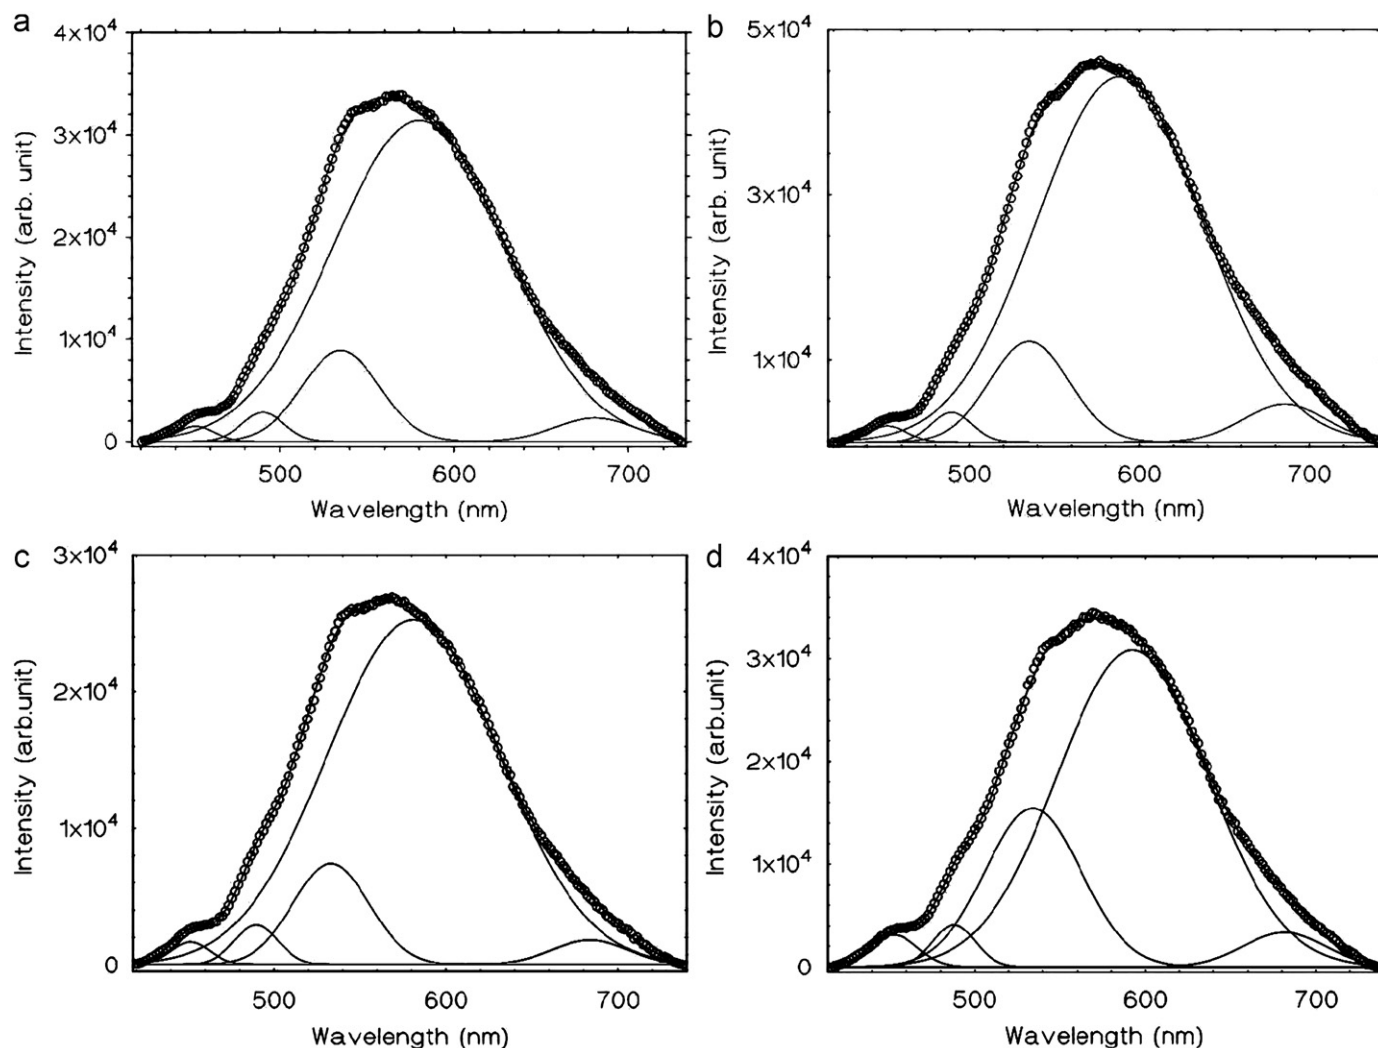 a
4×10⁴
3×10⁴
2×10⁴
1×10⁴
0
Intensity (arb. unit)
500 600 700
Wavelength (nm)
b
5×10⁴
3×10⁴
1×10⁴
Intensity (arb. unit)
500 600 700
Wavelength (nm)
c
3×10⁴
2×10⁴
1×10⁴
0
Intensity (arb.unit)
500 600 700
Wavelength (nm)
d
4×10⁴
3×10⁴
2×10⁴
1×10⁴
0
Intensity (arb.unit)
500 600 700
Wavelength (nm)